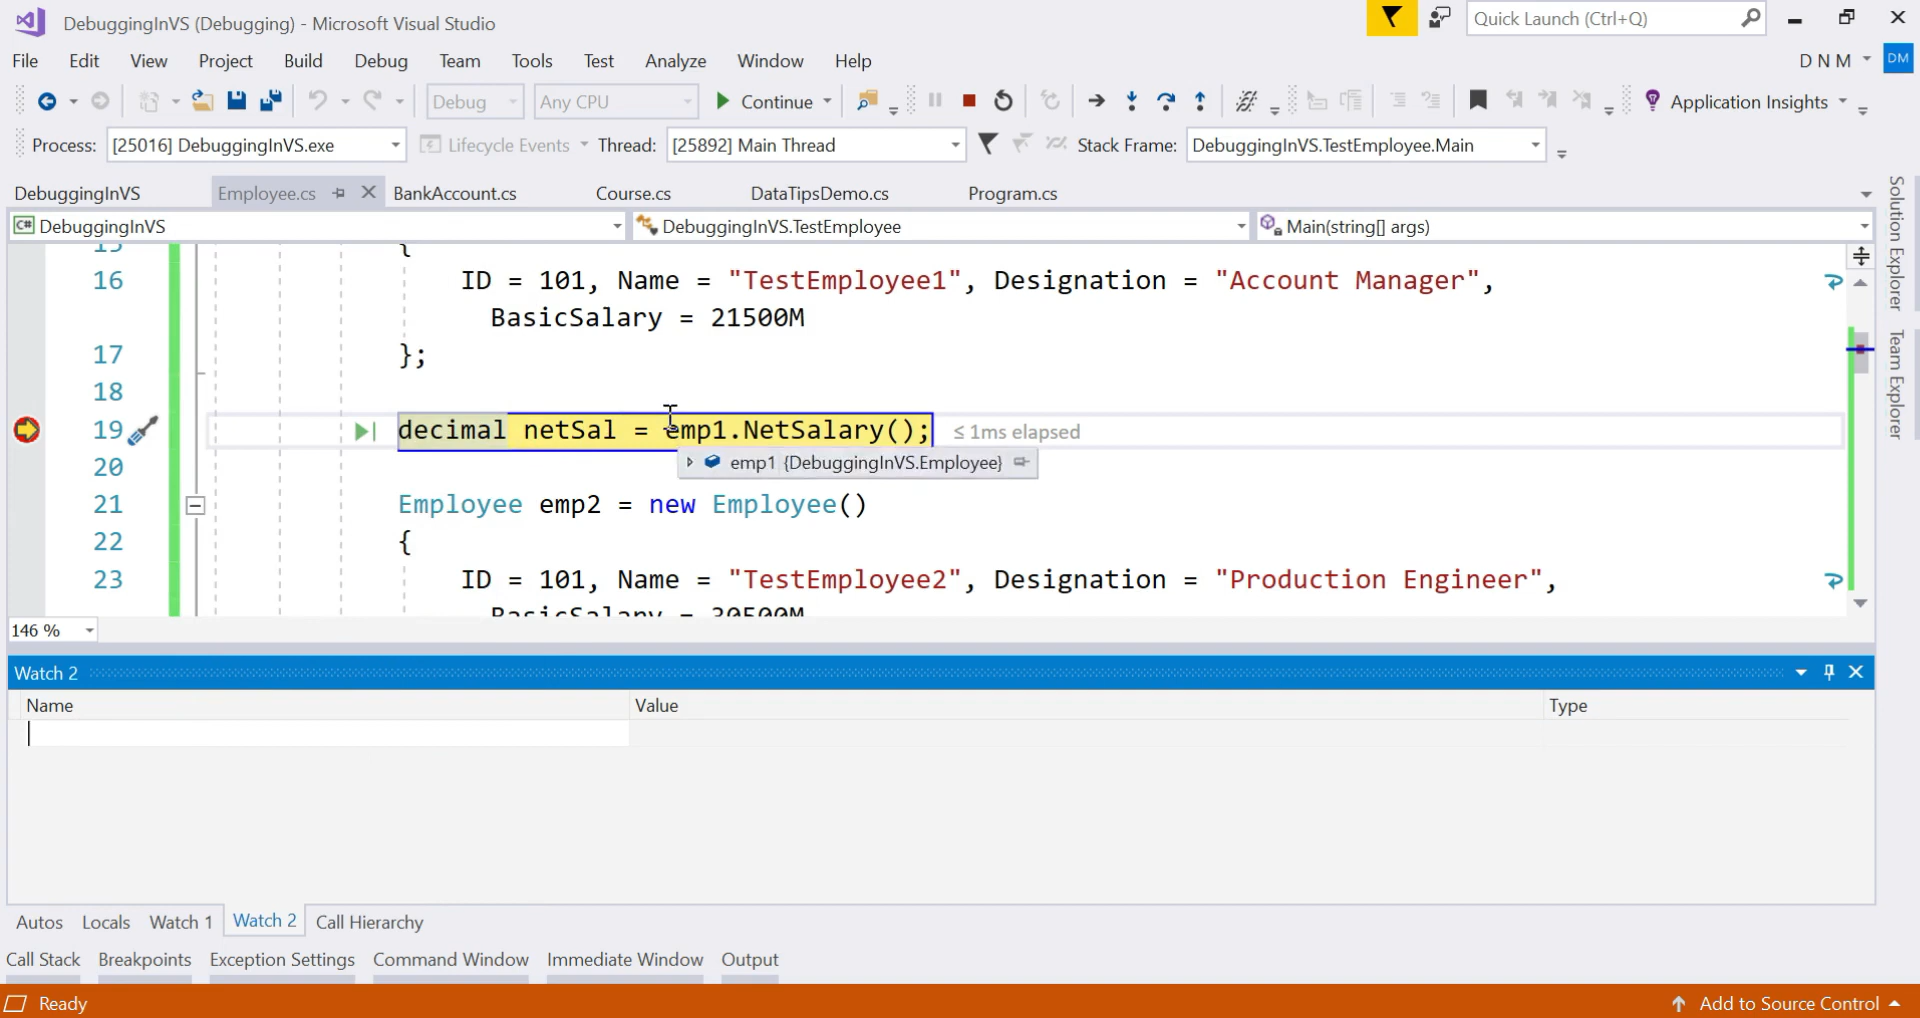 DebuggingInVS (Debugging) - Microsoft Visual Studio
Quick Launch (Ctrl+Q)
File Edit View Project Build Debug Team Tools Test Analyze Window Help
D N M DM
Debug Any CPU Continue Application Insights
Process: [25016] DebuggingInVS.exe Lifecycle Events Thread: [25892] Main Thread Stack Frame: DebuggingInVS.TestEmployee.Main
DebuggingInVS Employee.cs BankAccount.cs Course.cs DataTipsDemo.cs Program.cs
C# DebuggingInVS DebuggingInVS.TestEmployee Main(string[] args)
15 {
16 ID = 101, Name = "TestEmployee1", Designation = "Account Manager",
BasicSalary = 21500M
17 };
18
19 decimal netSal = emp1.NetSalary(); ≤ 1ms elapsed
emp1 {DebuggingInVS.Employee}
20
21 Employee emp2 = new Employee()
22 {
23 ID = 101, Name = "TestEmployee2", Designation = "Production Engineer",
BasicSalary = 30500M
146 %
Solution Explorer
Team Explorer
Watch 2
Name Value Type
Autos Locals Watch 1 Watch 2 Call Hierarchy
Call Stack Breakpoints Exception Settings Command Window Immediate Window Output
Ready Add to Source Control